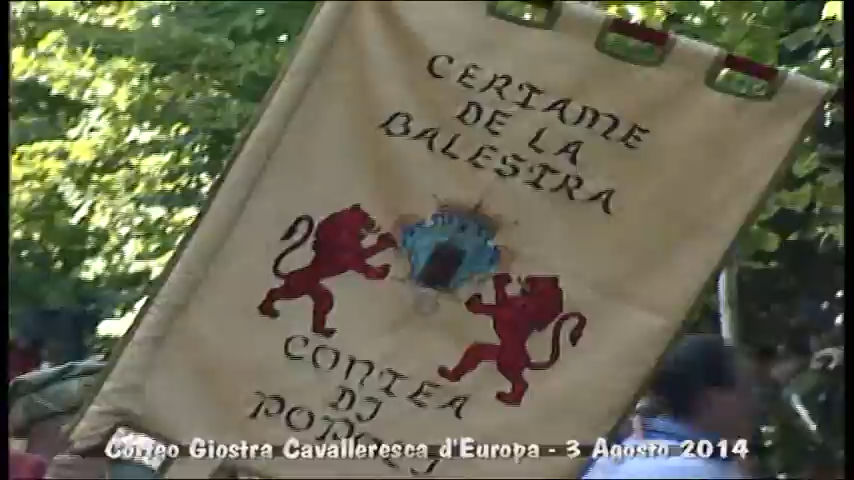 CERTAME
DE LA
BALESTRA
CONTEA
DI
Corteo Giostra Cavalleresca d'Europa - 3 Agosto 2014